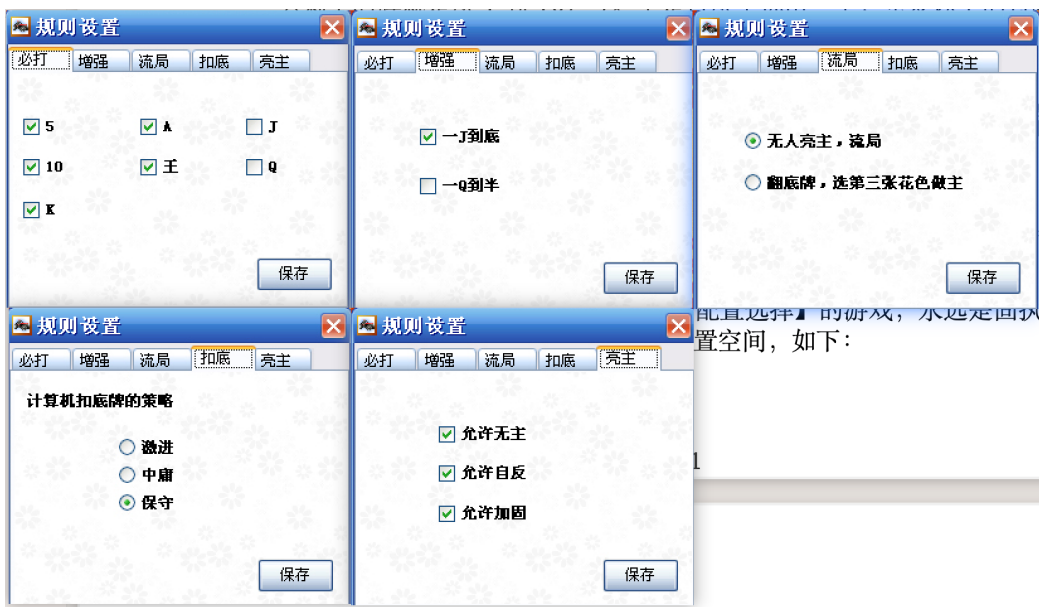 规则设置
必打 增强 流局 扣底 亮主
5 A J
10 王 Q
K
保存
规则设置
必打 增强 流局 扣底 亮主
一J到底
一Q到半
保存
规则设置
必打 增强 流局 扣底 亮主
无人亮主,流局
翻底牌,选第三张花色做主
保存
规则设置
必打 增强 流局 扣底 亮主
计算机扣底牌的策略
激进
中庸
保守
保存
规则设置
必打 增强 流局 扣底 亮主
允许无主
允许自反
允许加固
保存
配置选择】的游戏,永远是固执
置空间,如下:
1